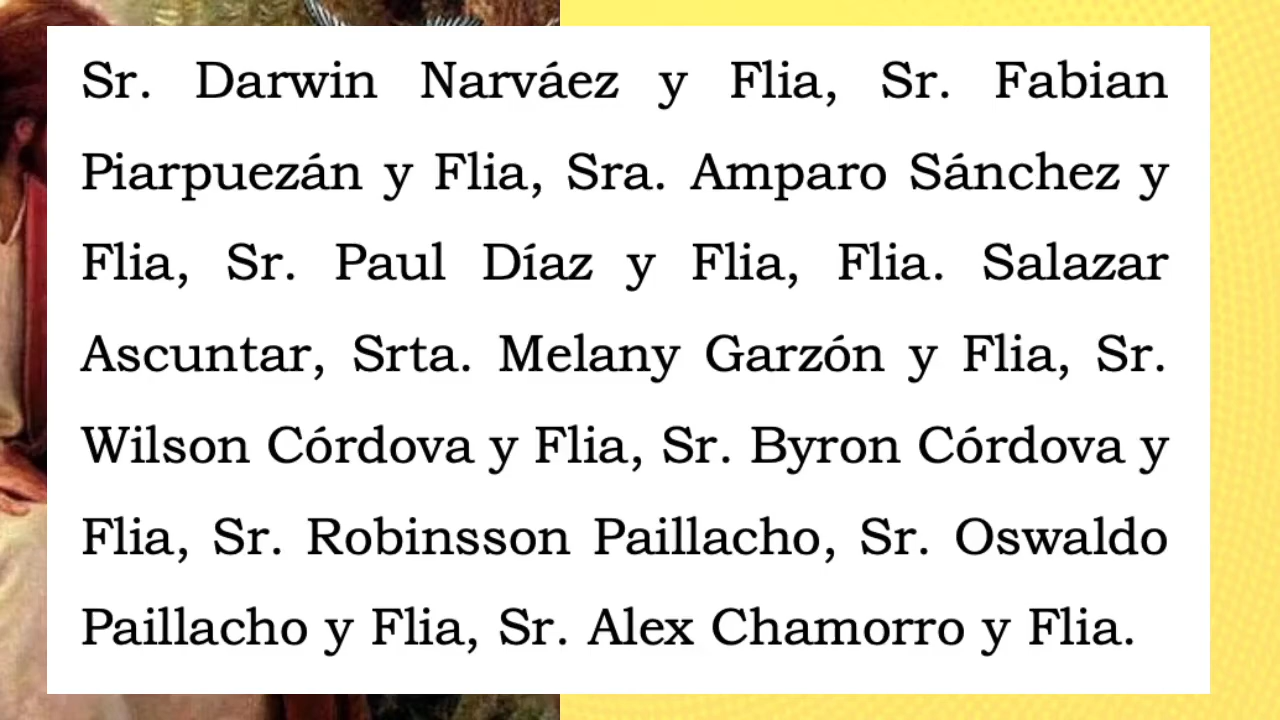 Sr. Darwin Narváez y Flia, Sr. Fabian
Piarpuezán y Flia, Sra. Amparo Sánchez y
Flia, Sr. Paul Díaz y Flia, Flia. Salazar
Ascuntar, Srta. Melany Garzón y Flia, Sr.
Wilson Córdova y Flia, Sr. Byron Córdova y
Flia, Sr. Robinsson Paillacho, Sr. Oswaldo
Paillacho y Flia, Sr. Alex Chamorro y Flia.